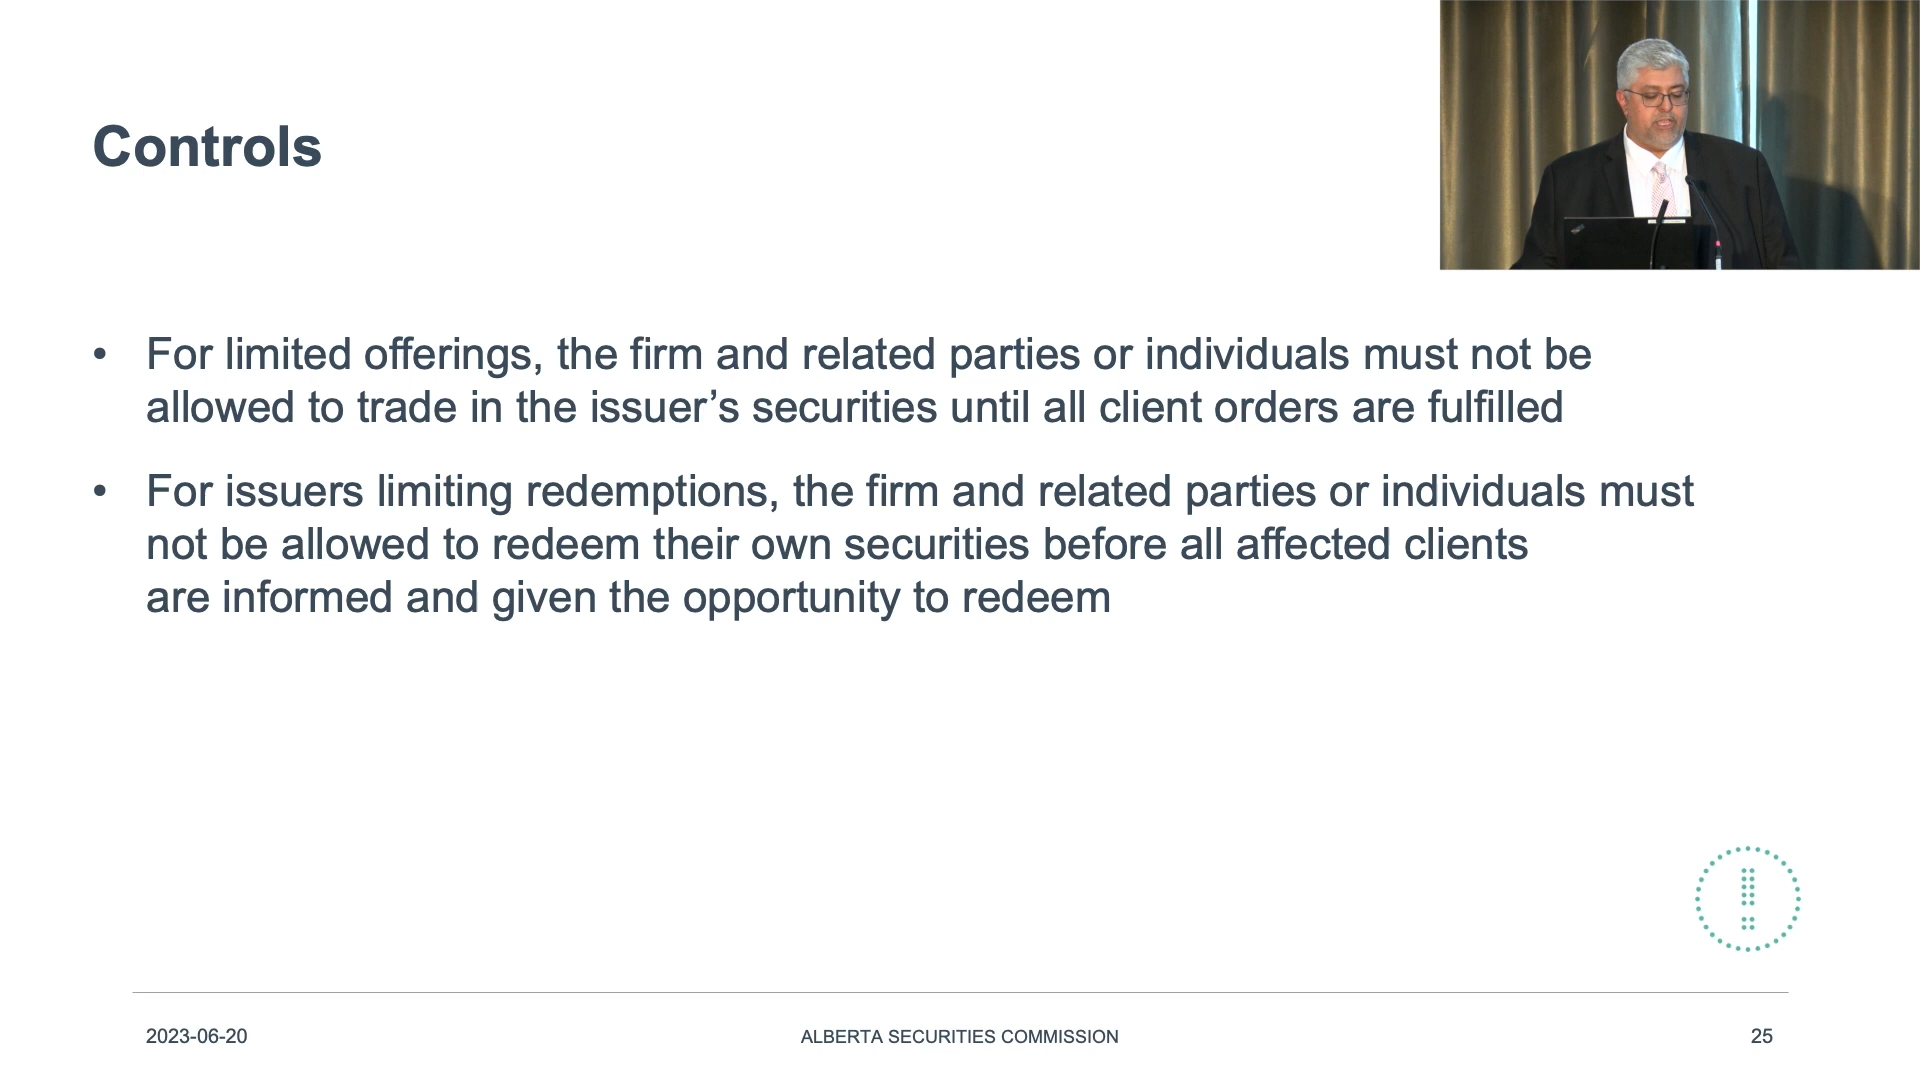 Controls
• For limited offerings, the firm and related parties or individuals must not be
allowed to trade in the issuer’s securities until all client orders are fulfilled
• For issuers limiting redemptions, the firm and related parties or individuals must
not be allowed to redeem their own securities before all affected clients
are informed and given the opportunity to redeem
2023-06-20
ALBERTA SECURITIES COMMISSION
25